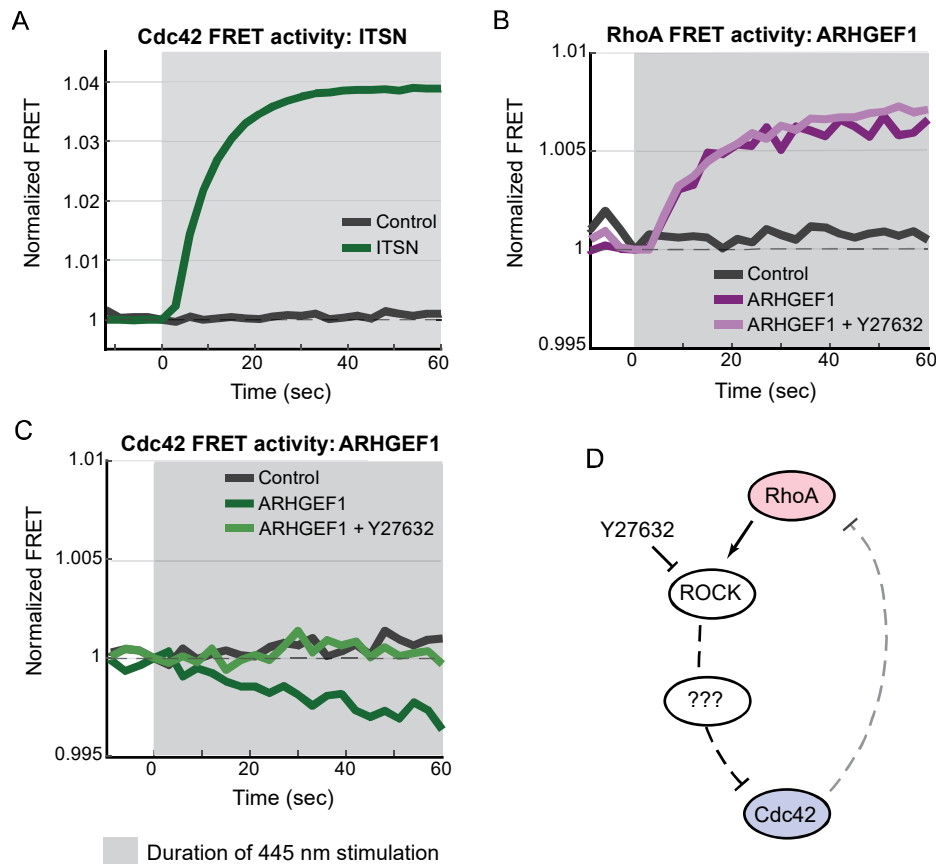 A
Cdc42 FRET activity: ITSN
Normalized FRET
1.04
1.03
1.02
1.01
1
Control
ITSN
0
20
40
60
Time (sec)
B
RhoA FRET activity: ARHGEF1
Normalized FRET
1.01
1.005
1
0.995
Control
ARHGEF1
ARHGEF1 + Y27632
0
20
40
60
Time (sec)
C
Cdc42 FRET activity: ARHGEF1
Normalized FRET
1.01
1.005
1
0.995
Control
ARHGEF1
ARHGEF1 + Y27632
0
20
40
60
Time (sec)
Duration of 445 nm stimulation
D
RhoA
Y27632
ROCK
???
Cdc42